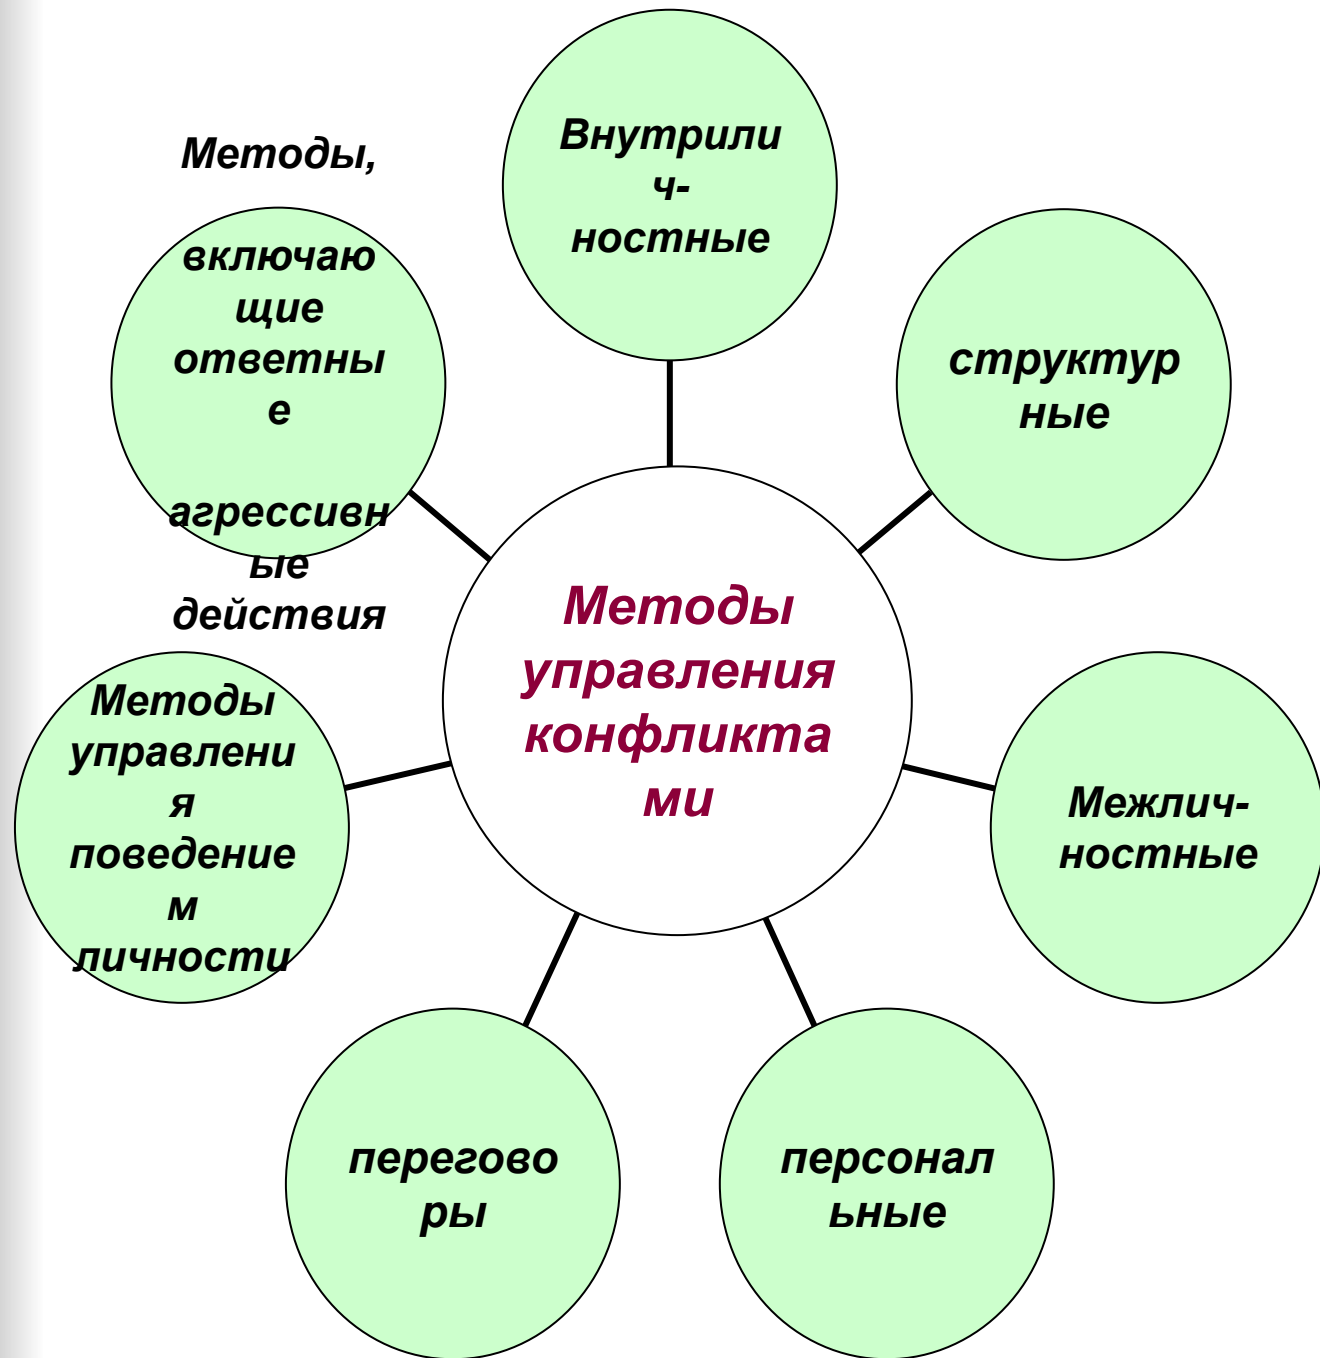 Внутрили
ч-
ностные
структур
ные
Межлич-
ностные
персонал
ьные
перегово
ры
Методы
управлени
я
поведение
м
личности
Методы,
включаю
щие
ответны
е
агрессивн
ые
действия
Методы
управления
конфликта
ми